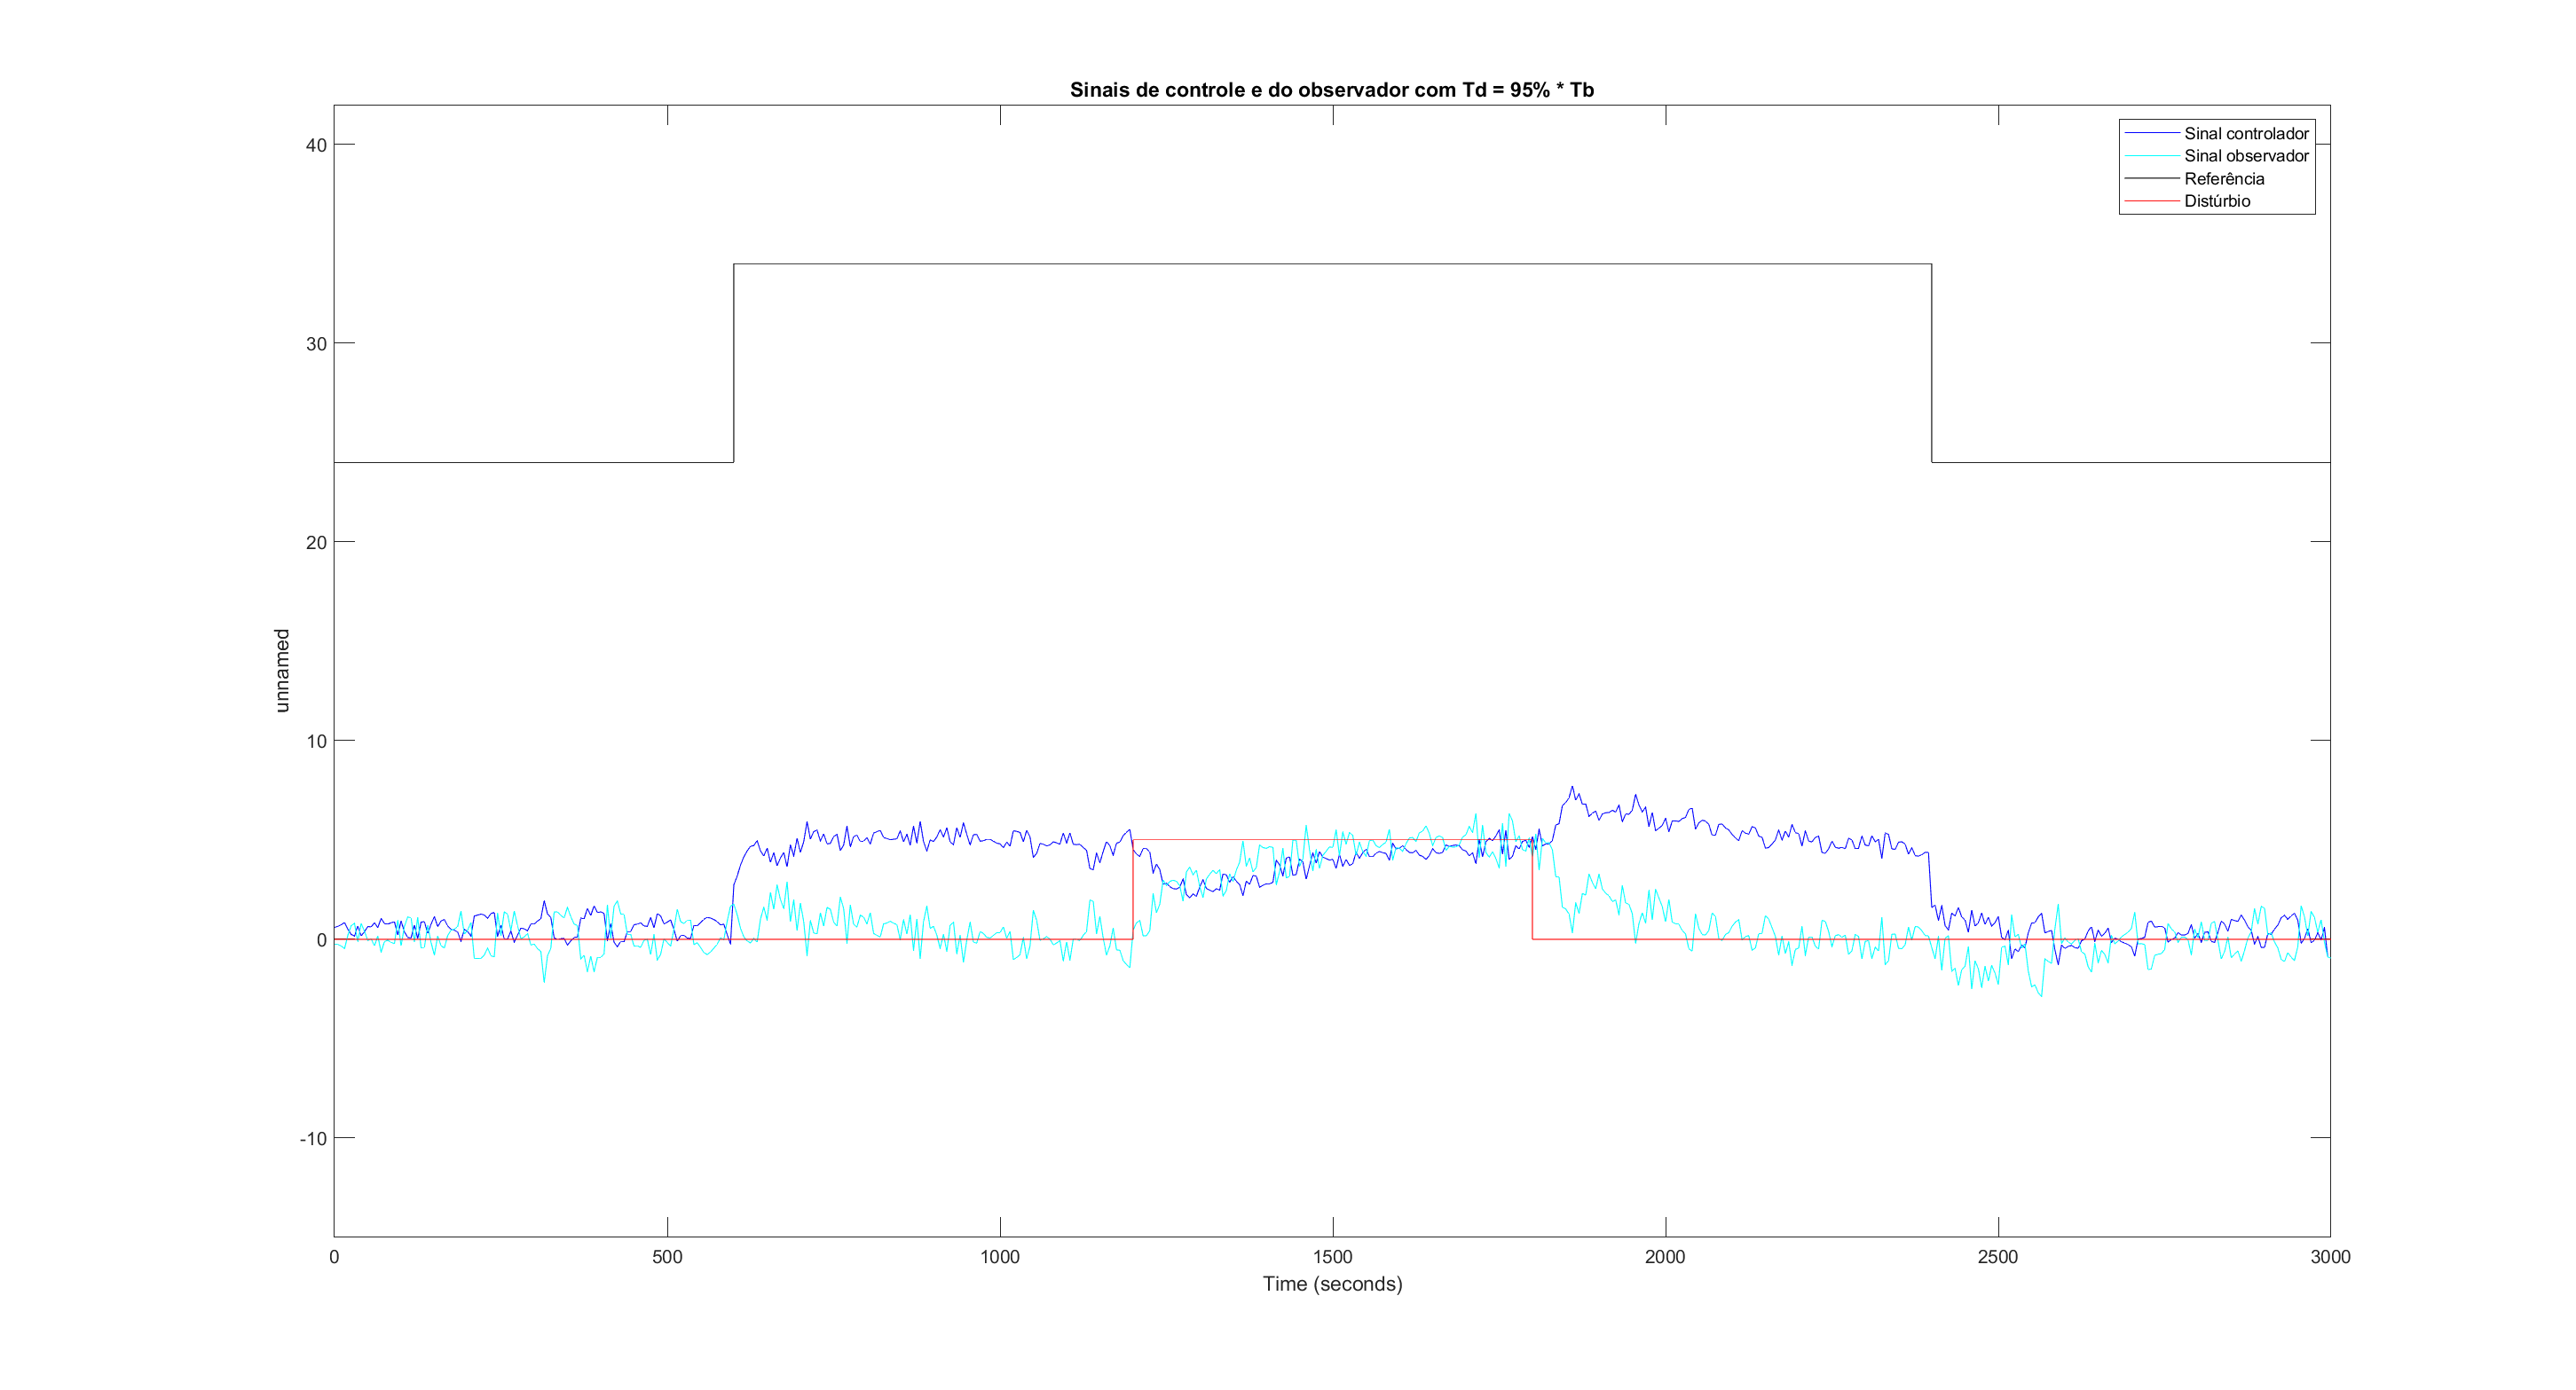 Sinais de controle e do observador com Td = 95% * Tb
Sinal controlador
Sinal observador
Referência
Distúrbio
40
30
20
10
0
-10
unnamed
0 500 1000 1500 2000 2500 3000
Time (seconds)